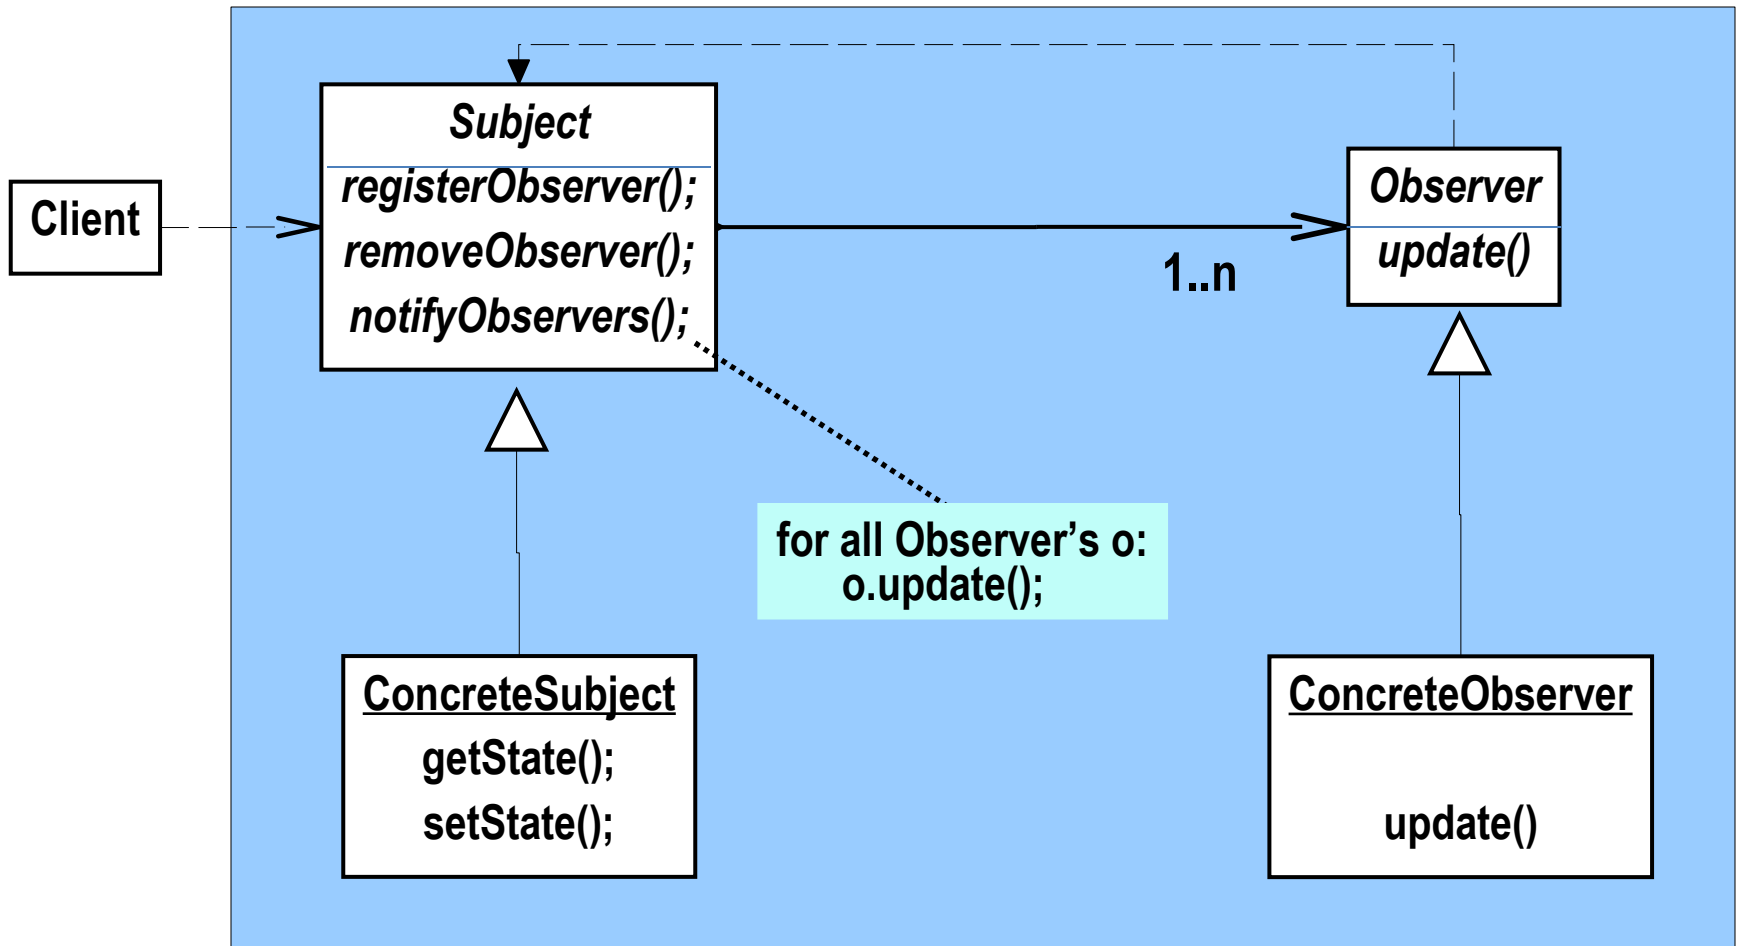 Client
Subject
registerObserver();
removeObserver();
notifyObservers();
Observer
update()
1..n
for all Observer’s o:
o.update();
ConcreteSubject
getState();
setState();
ConcreteObserver
update()